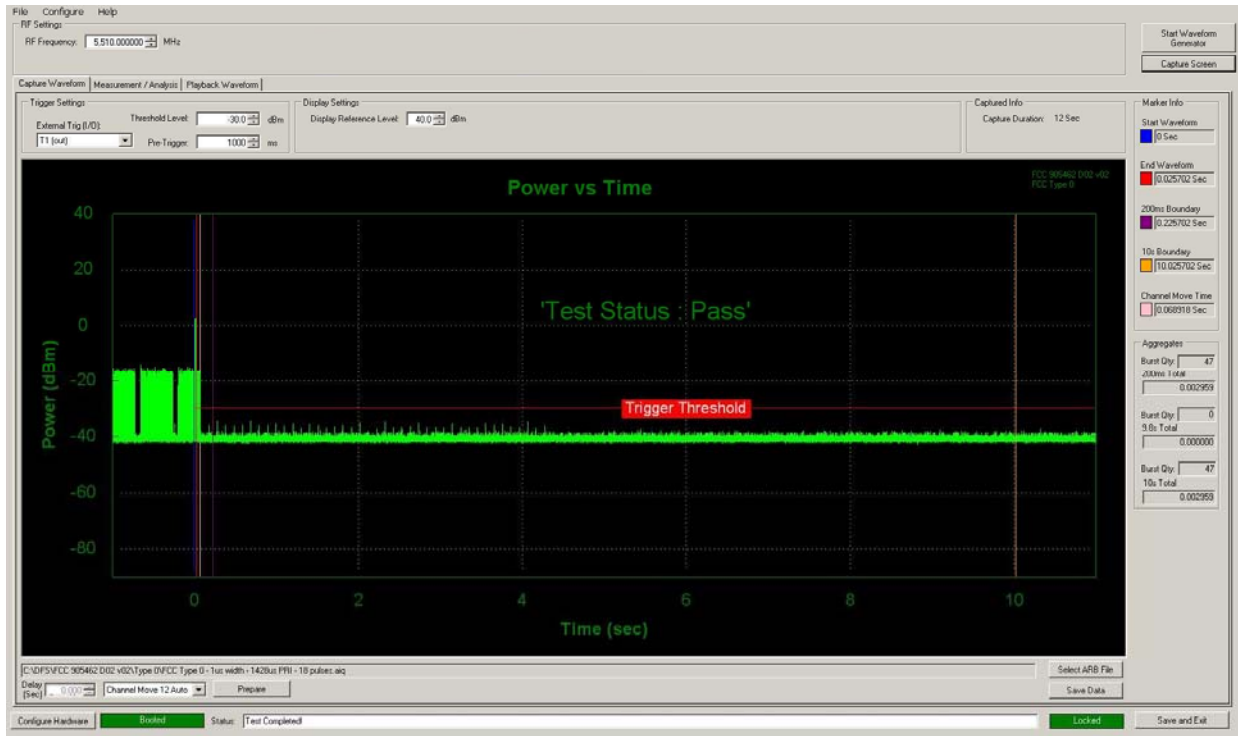 File Configure Help
RF Settings
RF Frequency: 5.510.000000 MHz
Start Waveform Generator
Capture Screen
Capture Waveform Measurement / Analysis Playback Waveform
Trigger Settings
External Trig (I/O):
T1 (out)
Threshold Level: -30.0 dBm
Pre-Trigger: 1000 ms
Display Settings
Display Reference Level: 40.0 dBm
Captured Info
Capture Duration: 12 Sec
Marker Info
Start Waveform
0 Sec
End Waveform
0.025702 Sec
200ms Boundary
0.225702 Sec
10s Boundary
10.025702 Sec
Channel Move Time
0.068918 Sec
Aggregates
Burst Qty: 47
200ms Total
0.002959
Burst Qty: 0
9.8s Total
0.000000
Burst Qty: 47
10s Total
0.002959
Power vs Time
FCC 905462 D02 v02
FCC Type 0
'Test Status : Pass'
Trigger Threshold
Power (dBm)
40
20
0
-20
-40
-60
-80
0 2 4 6 8 10
Time (sec)
C:\DFS\FCC 905462 D02 v02\Type 0\FCC Type 0 - 1us width - 1428us PRI - 18 pulses.aiq
Select ARB File
Delay (Sec) 0.000 Channel Move 12 Auto Prepare
Save Data
Configure Hardware Booted Status: Test Completed! Locked Save and Exit